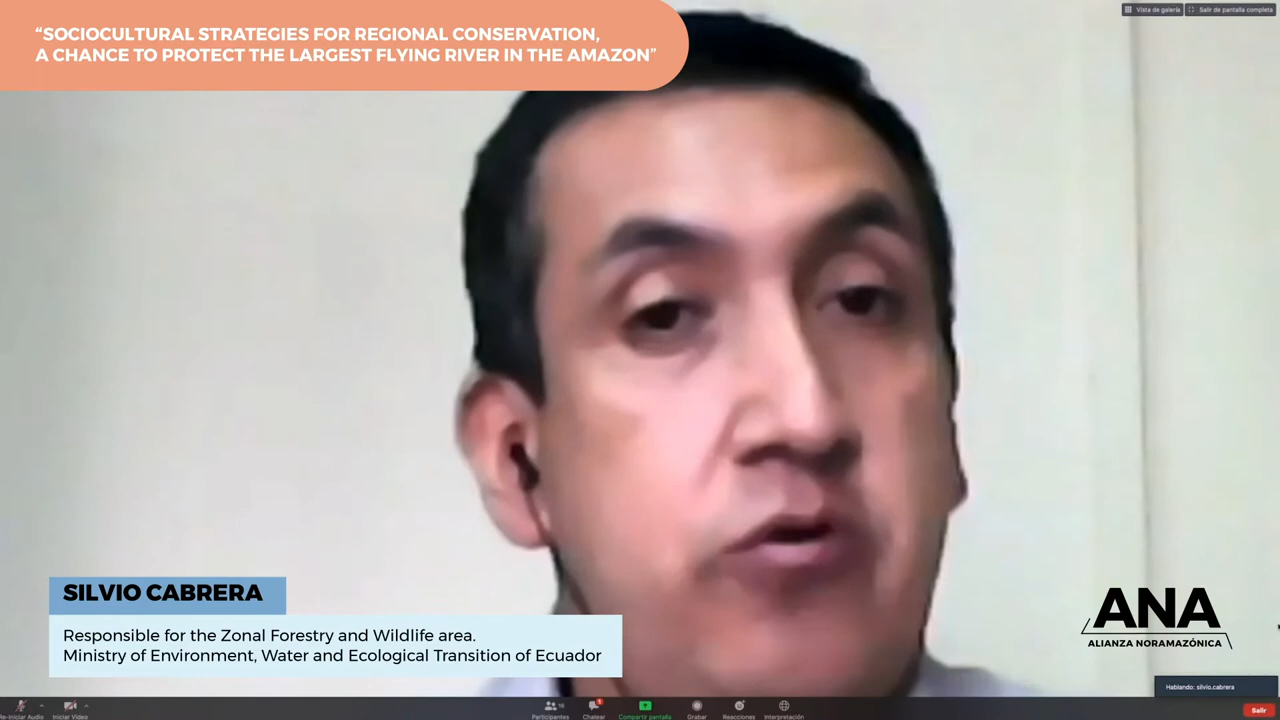 “SOCIOCULTURAL STRATEGIES FOR REGIONAL CONSERVATION,
A CHANCE TO PROTECT THE LARGEST FLYING RIVER IN THE AMAZON”
Vista de galería
Salir de pantalla completa
SILVIO CABRERA
Responsible for the Zonal Forestry and Wildlife area.
Ministry of Environment, Water and Ecological Transition of Ecuador
ANA
ALIANZA NORAMAZÓNICA
Hablando: silvio.cabrera
Re-Iniciar Audio
Iniciar Video
Participantes
Chatear
Compartir pantalla
Grabar
Reacciones
Interpretación
Salir